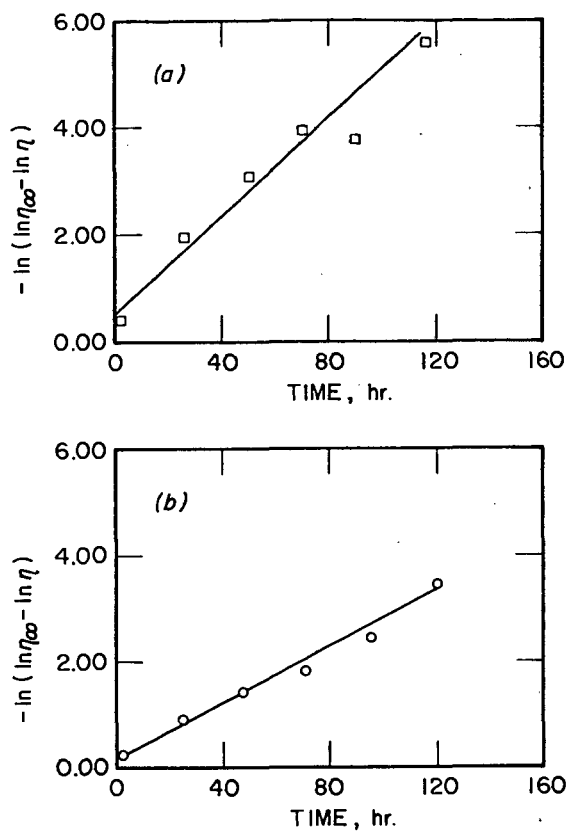 6.00
(a)
4.00
2.00
0.00
- ln ( ln η∞ - ln η )
0 40 80 120 160
TIME, hr.
6.00
(b)
4.00
2.00
0.00
- ln ( ln η∞ - ln η )
0 40 80 120 160
TIME, hr.